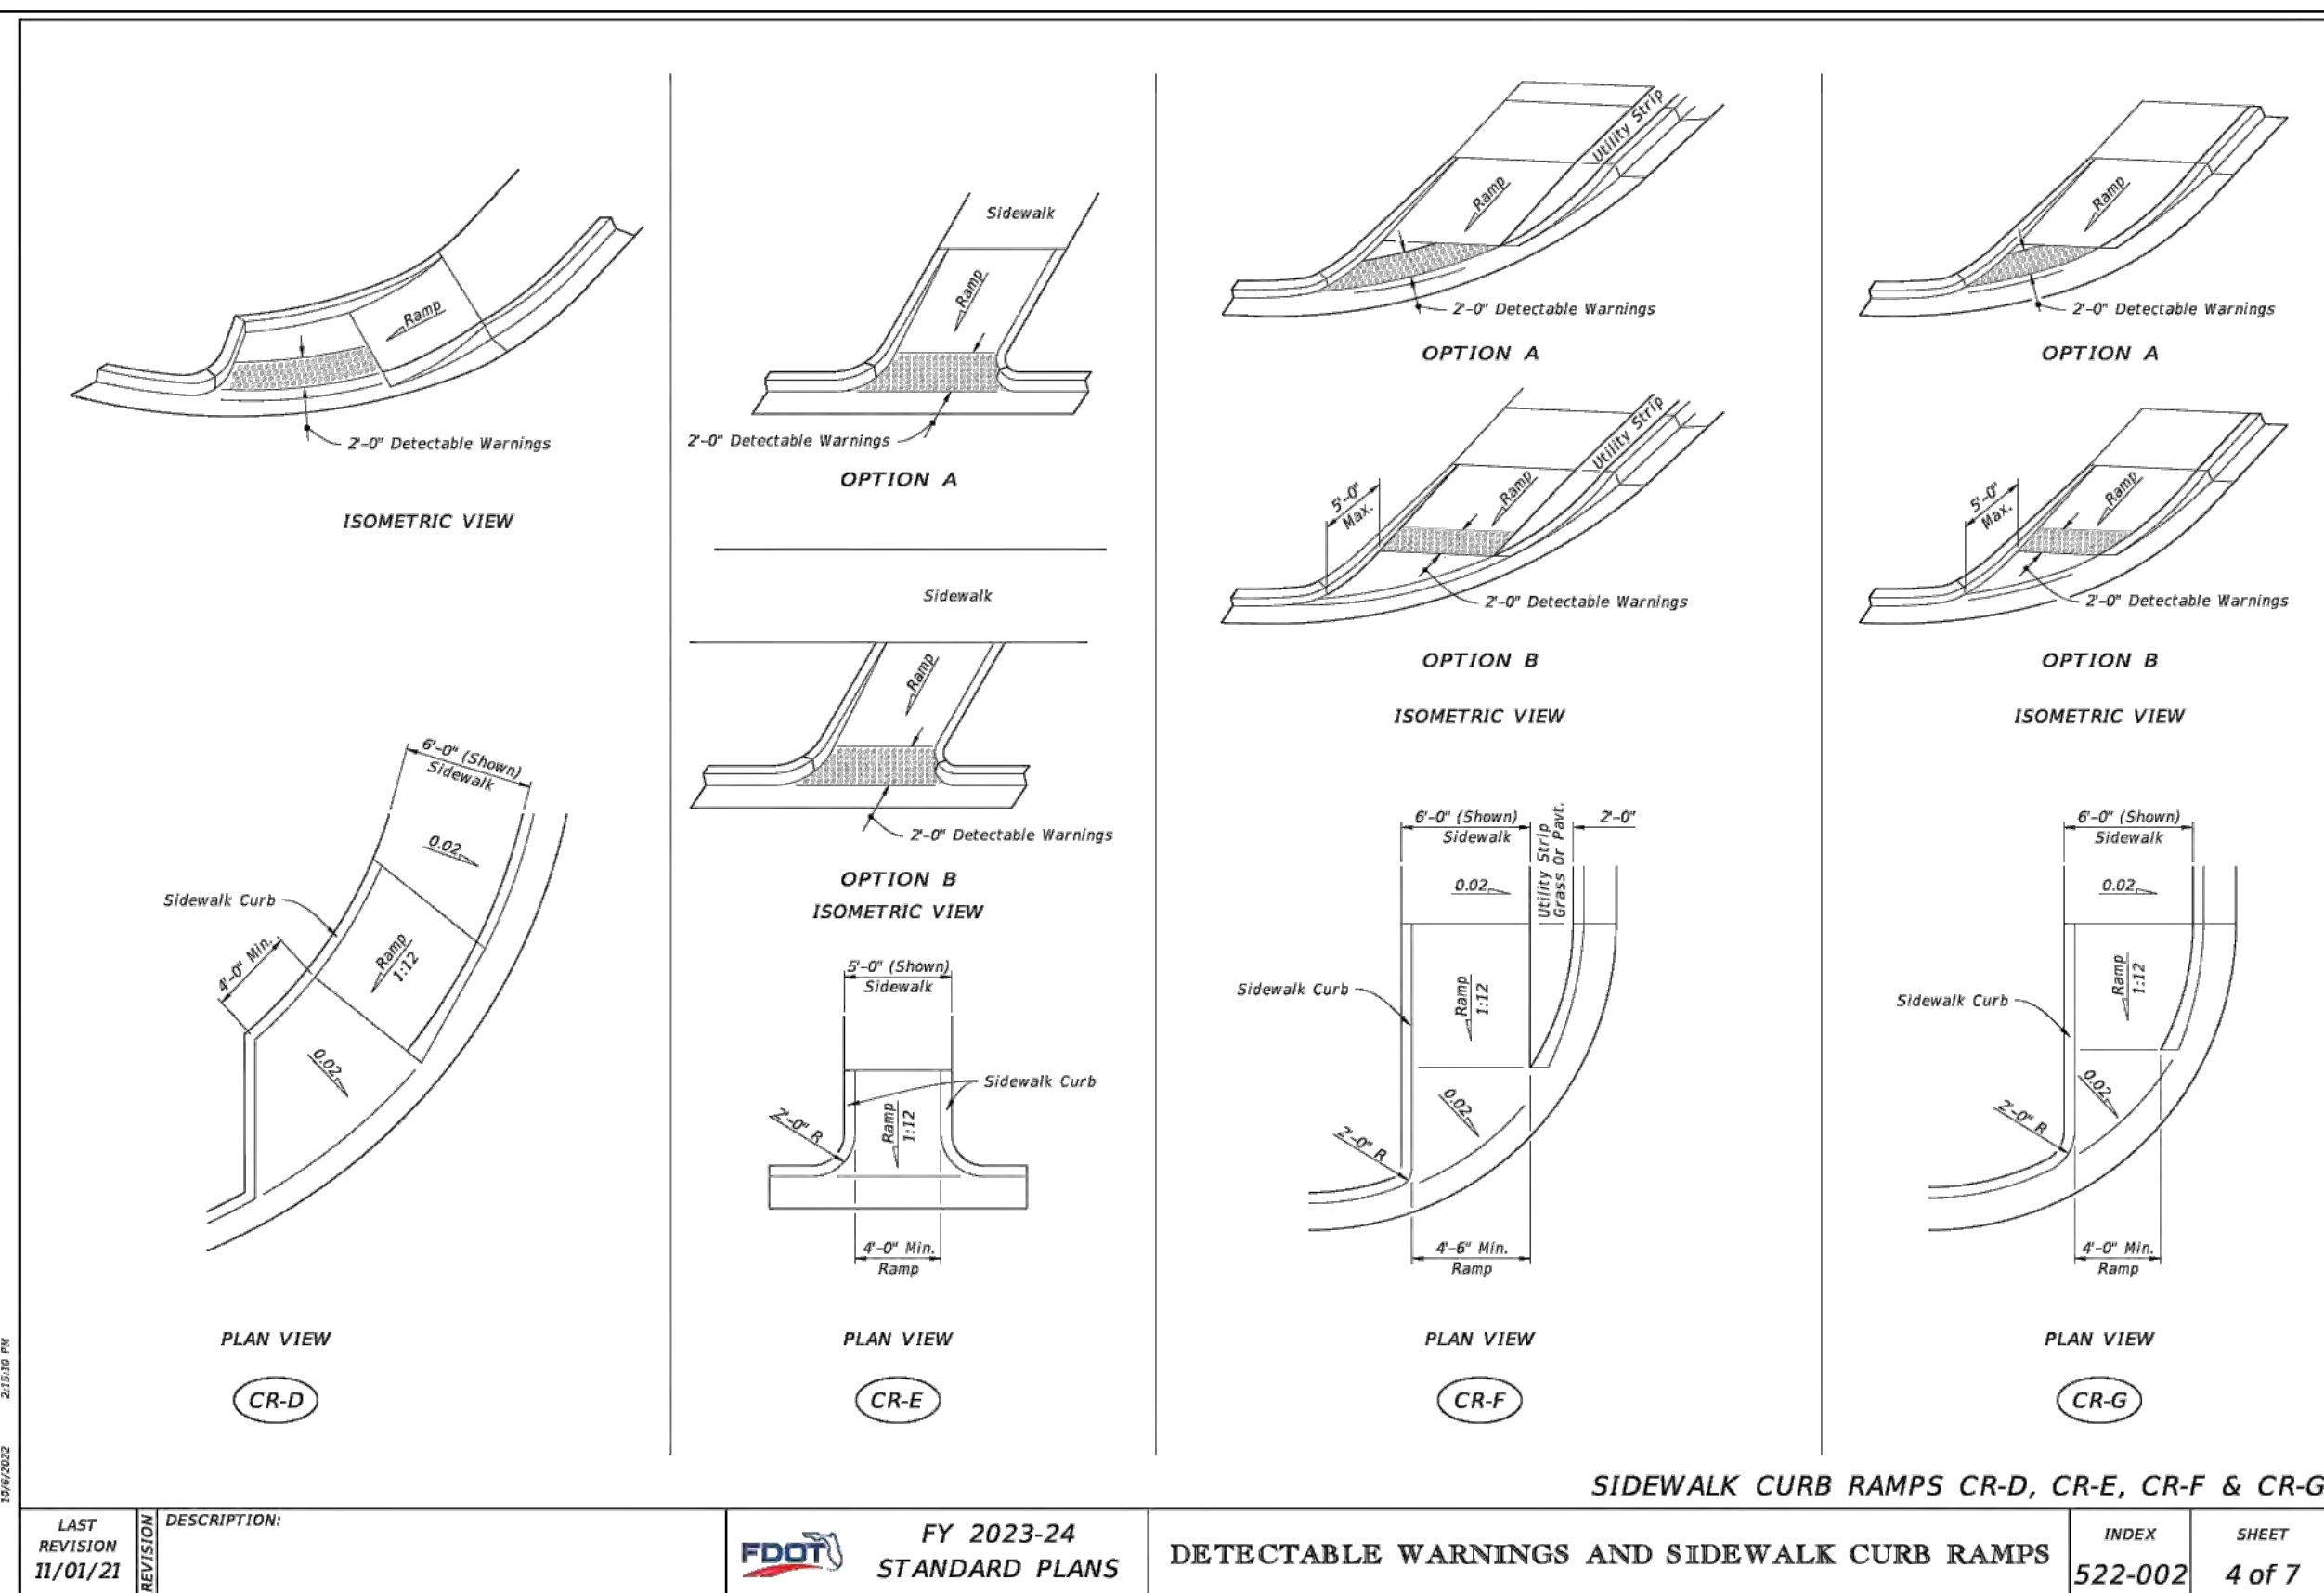 Ramp
2'-0" Detectable Warnings
ISOMETRIC VIEW
6'-0" (Shown)
Sidewalk
0.02
Sidewalk Curb
4'-0" Min.
Ramp
1:12
0.02
PLAN VIEW
CR-D
Sidewalk
Ramp
2'-0" Detectable Warnings
OPTION A
Sidewalk
Ramp
2'-0" Detectable Warnings
OPTION B
ISOMETRIC VIEW
5'-0" (Shown)
Sidewalk
Sidewalk Curb
2'-0" R
Ramp
1:12
4'-0" Min.
Ramp
PLAN VIEW
CR-E
Utility Strip
Ramp
2'-0" Detectable Warnings
OPTION A
Utility Strip
5'-0"
Max.
Ramp
2'-0" Detectable Warnings
OPTION B
ISOMETRIC VIEW
6'-0" (Shown)
Sidewalk
Utility Strip
Grass Or Pavt.
2'-0"
0.02
Sidewalk Curb
Ramp
1:12
0.02
2'-0" R
4'-6" Min.
Ramp
PLAN VIEW
CR-F
Ramp
2'-0" Detectable Warnings
OPTION A
5'-0"
Max.
Ramp
2'-0" Detectable Warnings
OPTION B
ISOMETRIC VIEW
6'-0" (Shown)
Sidewalk
0.02
Sidewalk Curb
Ramp
1:12
0.02
2'-0" R
4'-0" Min.
Ramp
PLAN VIEW
CR-G
10/6/2022 2:15:10 PM
SIDEWALK CURB RAMPS CR-D, CR-E, CR-F & CR-G
LAST
REVISION
11/01/21
REVISION
DESCRIPTION:
FDOT
FY 2023-24
STANDARD PLANS
DETECTABLE WARNINGS AND SIDEWALK CURB RAMPS
INDEX
522-002
SHEET
4 of 7